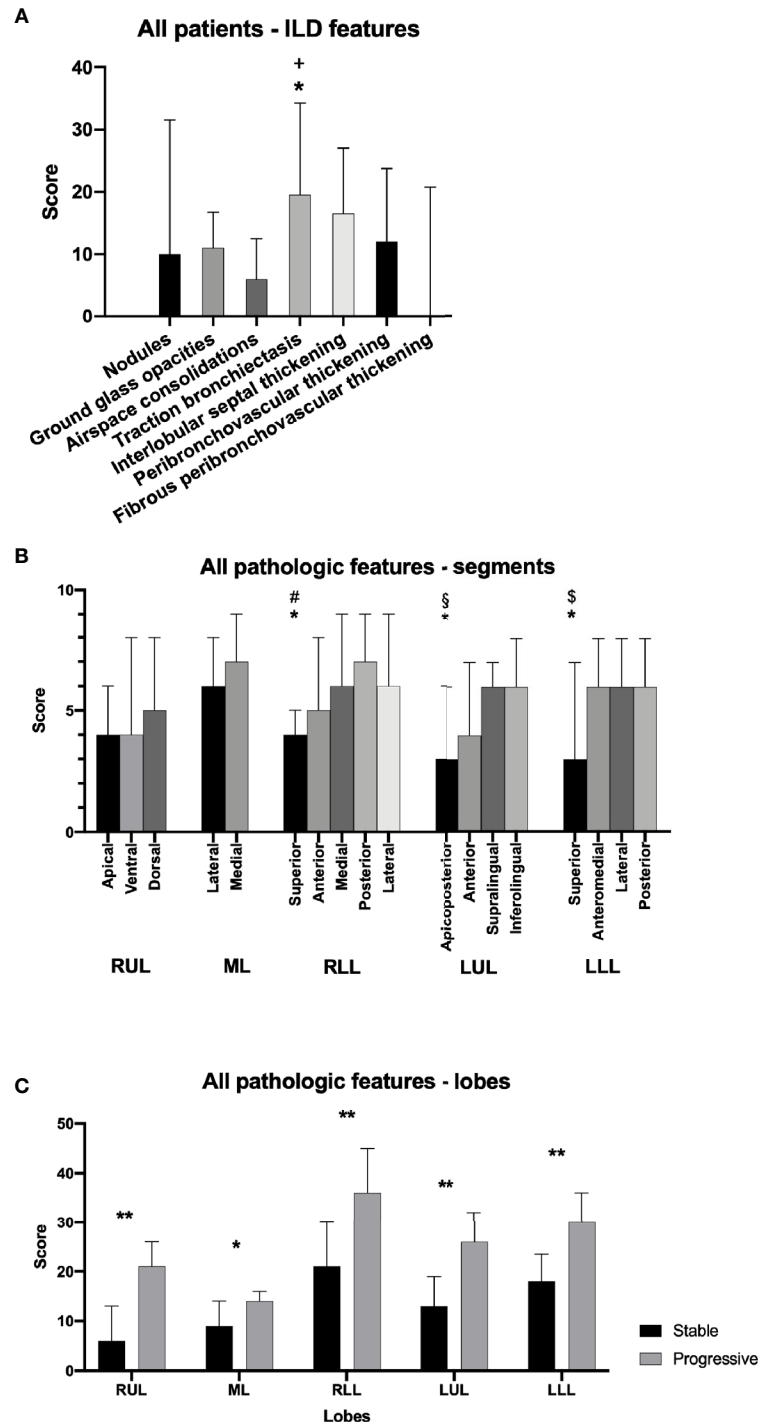 A
All patients - ILD features
+
*
40
30
20
10
0
Score
Nodules
Ground glass opacities
Airspace consolidations
Traction bronchiectasis
Interlobular septal thickening
Peribronchovascular thickening
Fibrous peribronchovascular thickening
B
All pathologic features - segments
# § $
* * *
10
5
0
Score
Apical Ventral Dorsal Lateral Medial Superior Anterior Medial Posterior Lateral Apicoposterior Anterior Supralingual Inferolingual Superior Anteromedial Lateral Posterior
RUL ML RLL LUL LLL
C
All pathologic features - lobes
** * ** ** **
50
40
30
20
10
0
Score
RUL ML RLL LUL LLL
Lobes
Stable
Progressive